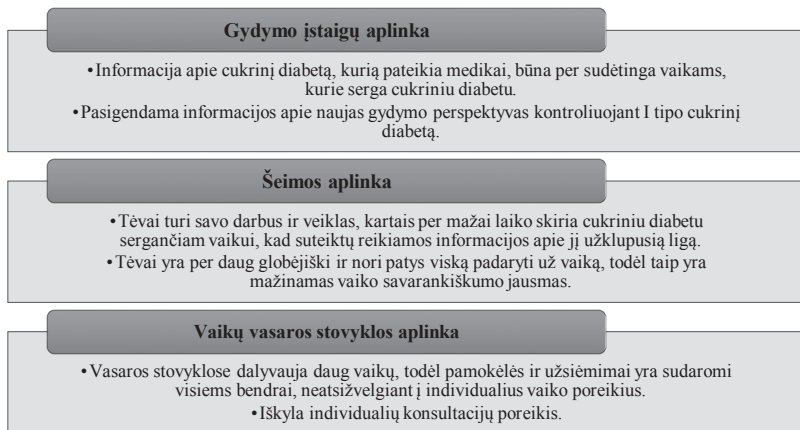 Gydymo įstaigų aplinka
•Informacija apie cukrinį diabetą, kurią pateikia medikai, būna per sudėtinga vaikams,
kurie serga cukriniu diabetu.
•Pasigendama informacijos apie naujas gydymo perspektyvas kontroliuojant I tipo cukrinį
diabetą.
Šeimos aplinka
•Tėvai turi savo darbus ir veiklas, kartais per mažai laiko skiria cukriniu diabetu
sergančiam vaikui, kad suteiktų reikiamos informacijos apie jį užklupusią ligą.
•Tėvai yra per daug globėjiški ir nori patys viską padaryti už vaiką, todėl taip yra
mažinamas vaiko savarankiškumo jausmas.
Vaikų vasaros stovyklos aplinka
•Vasaros stovyklose dalyvauja daug vaikų, todėl pamokėlės ir užsiėmimai yra sudaromi
visiems bendrai, neatsižvelgiant į individualius vaiko poreikius.
•Iškyla individualių konsultacijų poreikis.